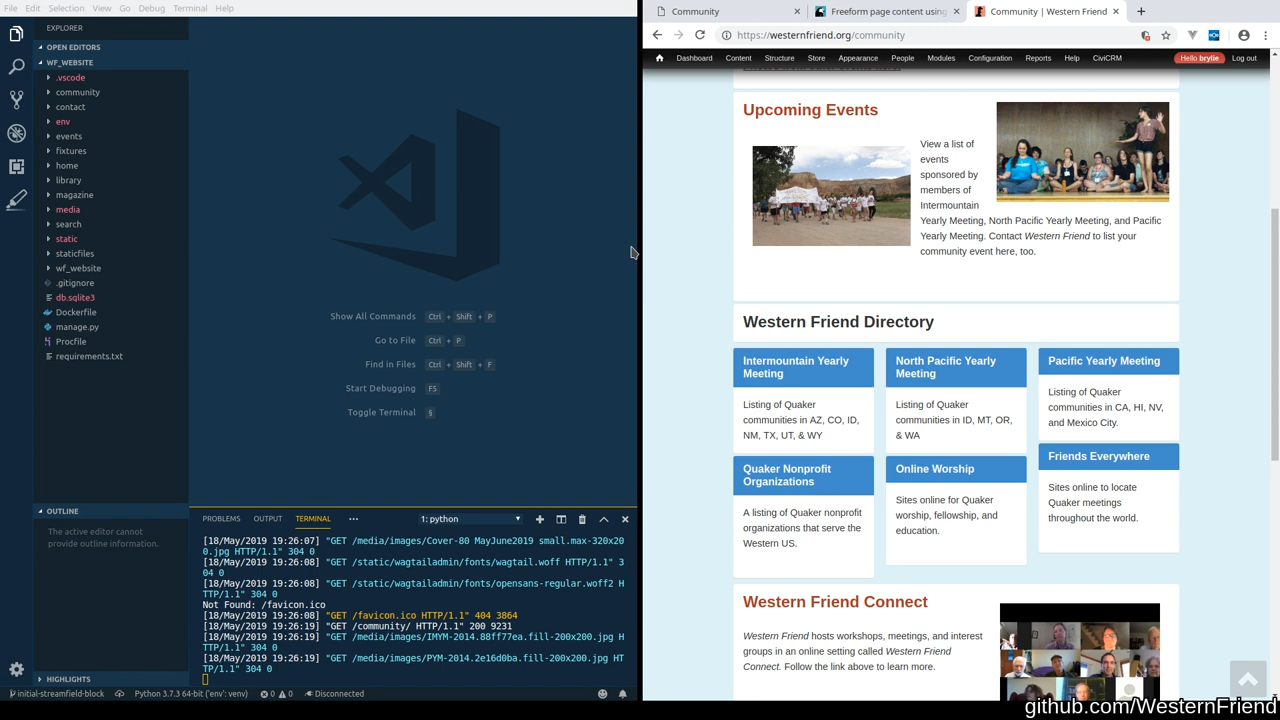 File Edit Selection View Go Debug Terminal Help
EXPLORER
OPEN EDITORS
WF_WEBSITE
.vscode
community
contact
env
events
fixtures
home
library
magazine
media
search
static
staticfiles
wf_website
.gitignore
db.sqlite3
Dockerfile
manage.py
Procfile
requirements.txt
OUTLINE
The active editor cannot
provide outline information.
HIGHLIGHTS
Show All Commands Ctrl + Shift + P
Go to File Ctrl + P
Find in Files Ctrl + Shift + F
Start Debugging F5
Toggle Terminal §
PROBLEMS OUTPUT TERMINAL ··· 1: python
[18/May/2019 19:26:07] "GET /media/images/Cover-80 MayJune2019 small.max-320x20
0.jpg HTTP/1.1" 304 0
[18/May/2019 19:26:08] "GET /static/wagtailadmin/fonts/wagtail.woff HTTP/1.1" 3
04 0
[18/May/2019 19:26:08] "GET /static/wagtailadmin/fonts/opensans-regular.woff2 H
TTP/1.1" 304 0
Not Found: /favicon.ico
[18/May/2019 19:26:08] "GET /favicon.ico HTTP/1.1" 404 3864
[18/May/2019 19:26:19] "GET /community/ HTTP/1.1" 200 9231
[18/May/2019 19:26:19] "GET /media/images/IMYM-2014.88ff77ea.fill-200x200.jpg H
TTP/1.1" 304 0
[18/May/2019 19:26:19] "GET /media/images/PYM-2014.2e16d0ba.fill-200x200.jpg HT
TP/1.1" 304 0
initial-streamfield-block Python 3.7.3 64-bit ('env': venv) 0 0 Disconnected
Community Freeform page content using Community | Western Friend
https://westernfriend.org/community
Dashboard Content Structure Store Appearance People Modules Configuration Reports Help CiviCRM Hello brylie Log out
Upcoming Events
View a list of
events
sponsored by
members of
Intermountain
Yearly Meeting, North Pacific Yearly Meeting, and Pacific
Yearly Meeting. Contact Western Friend to list your
community event here, too.
Western Friend Directory
Intermountain Yearly
Meeting
Listing of Quaker
communities in AZ, CO, ID,
NM, TX, UT, & WY
North Pacific Yearly
Meeting
Listing of Quaker
communities in ID, MT, OR,
& WA
Pacific Yearly Meeting
Listing of Quaker
communities in CA, HI, NV,
and Mexico City.
Quaker Nonprofit
Organizations
A listing of Quaker nonprofit
organizations that serve the
Western US.
Online Worship
Sites online for Quaker
worship, fellowship, and
education.
Friends Everywhere
Sites online to locate
Quaker meetings
throughout the world.
Western Friend Connect
Western Friend hosts workshops, meetings, and interest
groups in an online setting called Western Friend
Connect. Follow the link above to learn more.
github.com/WesternFriend